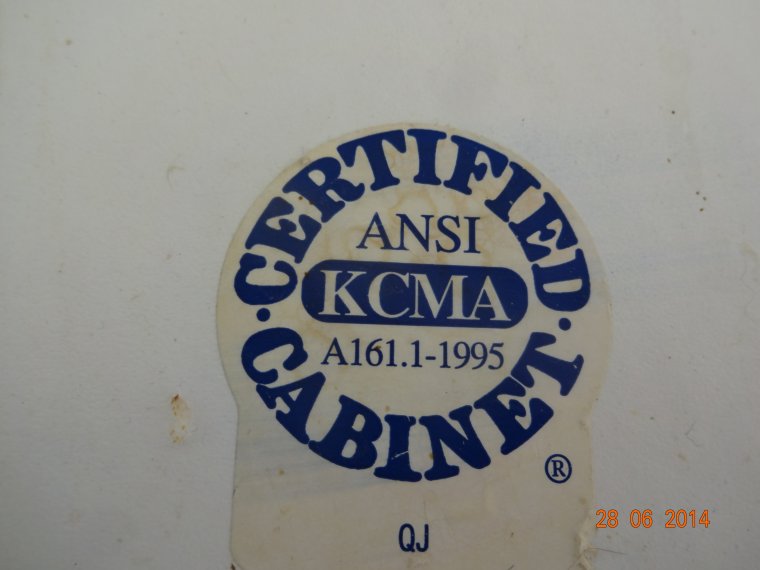 CERTIFIED
ANSI
KCMA
A161.1-1995
CABINET
®
QJ
28 06 2014